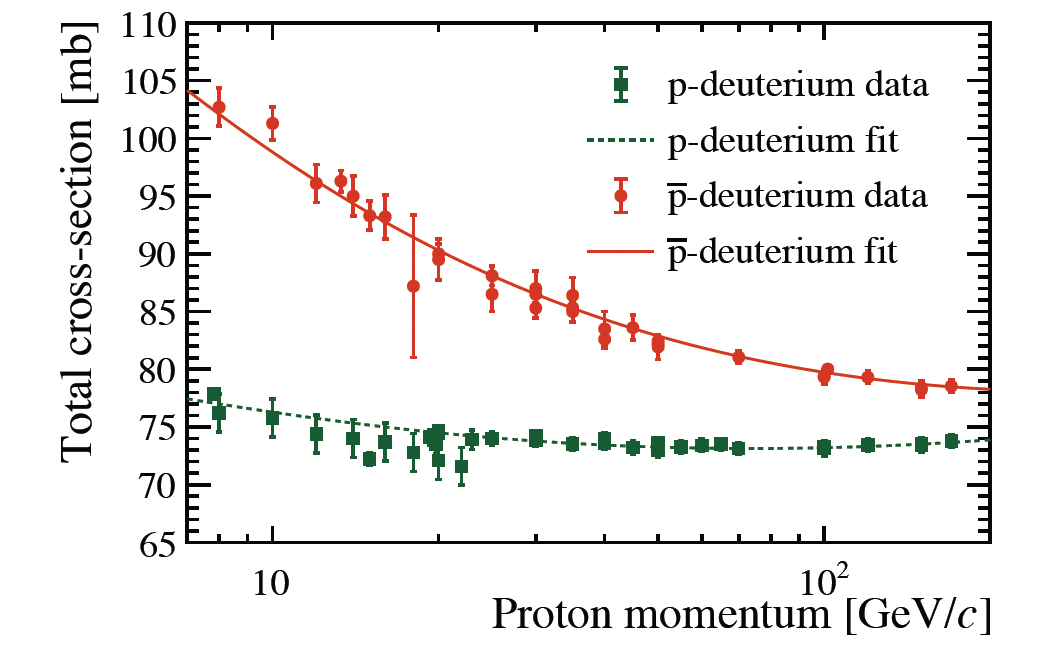 110
105
100
95
90
85
80
75
70
65
Total cross-section [mb]
p-deuterium data
p-deuterium fit
p̅-deuterium data
p̅-deuterium fit
10
10²
Proton momentum [GeV/c]